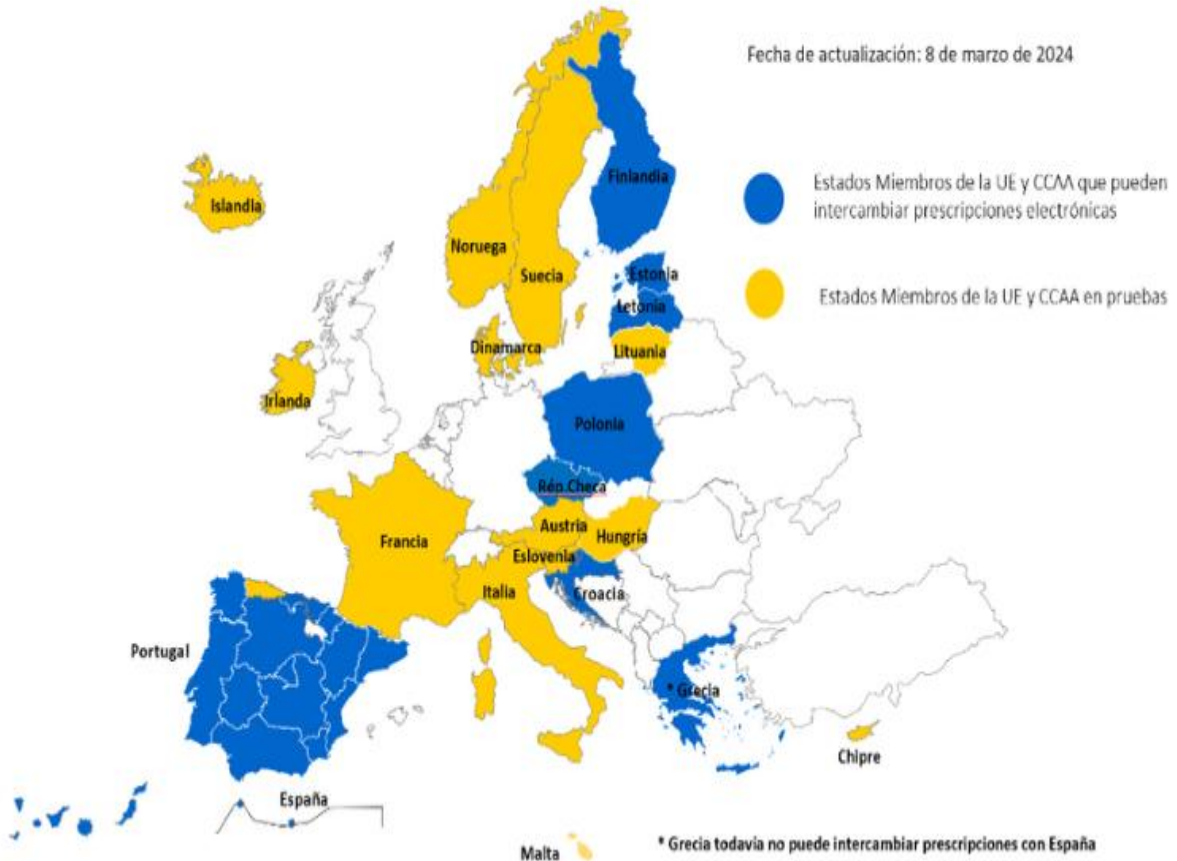 Fecha de actualización: 8 de marzo de 2024
Estados Miembros de la UE y CCAA que pueden
intercambiar prescripciones electrónicas
Estados Miembros de la UE y CCAA en pruebas
Finlandia
Islandia
Noruega
Suecia
Estonia
Letonia
Dinamarca
Lituania
Irlanda
Polonia
Rép.Checa
Austria
Francia
Hungría
Eslovenia
Italia
Croacia
Portugal
* Grecia
Chipre
España
* Grecia todavia no puede intercambiar prescripciones con España
Malta